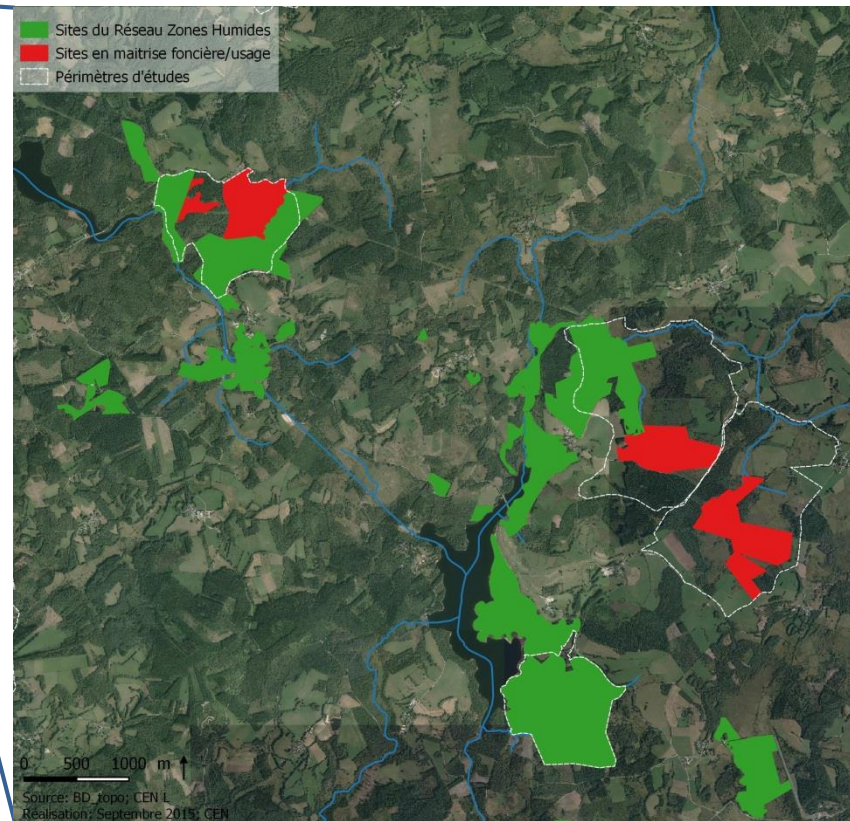 Sites du Réseau Zones Humides
Sites en maitrise foncière/usage
Périmètres d'études
0 500 1000 m
Source: BD_topo; CEN L
Réalisation: Septembre 2015; CEN